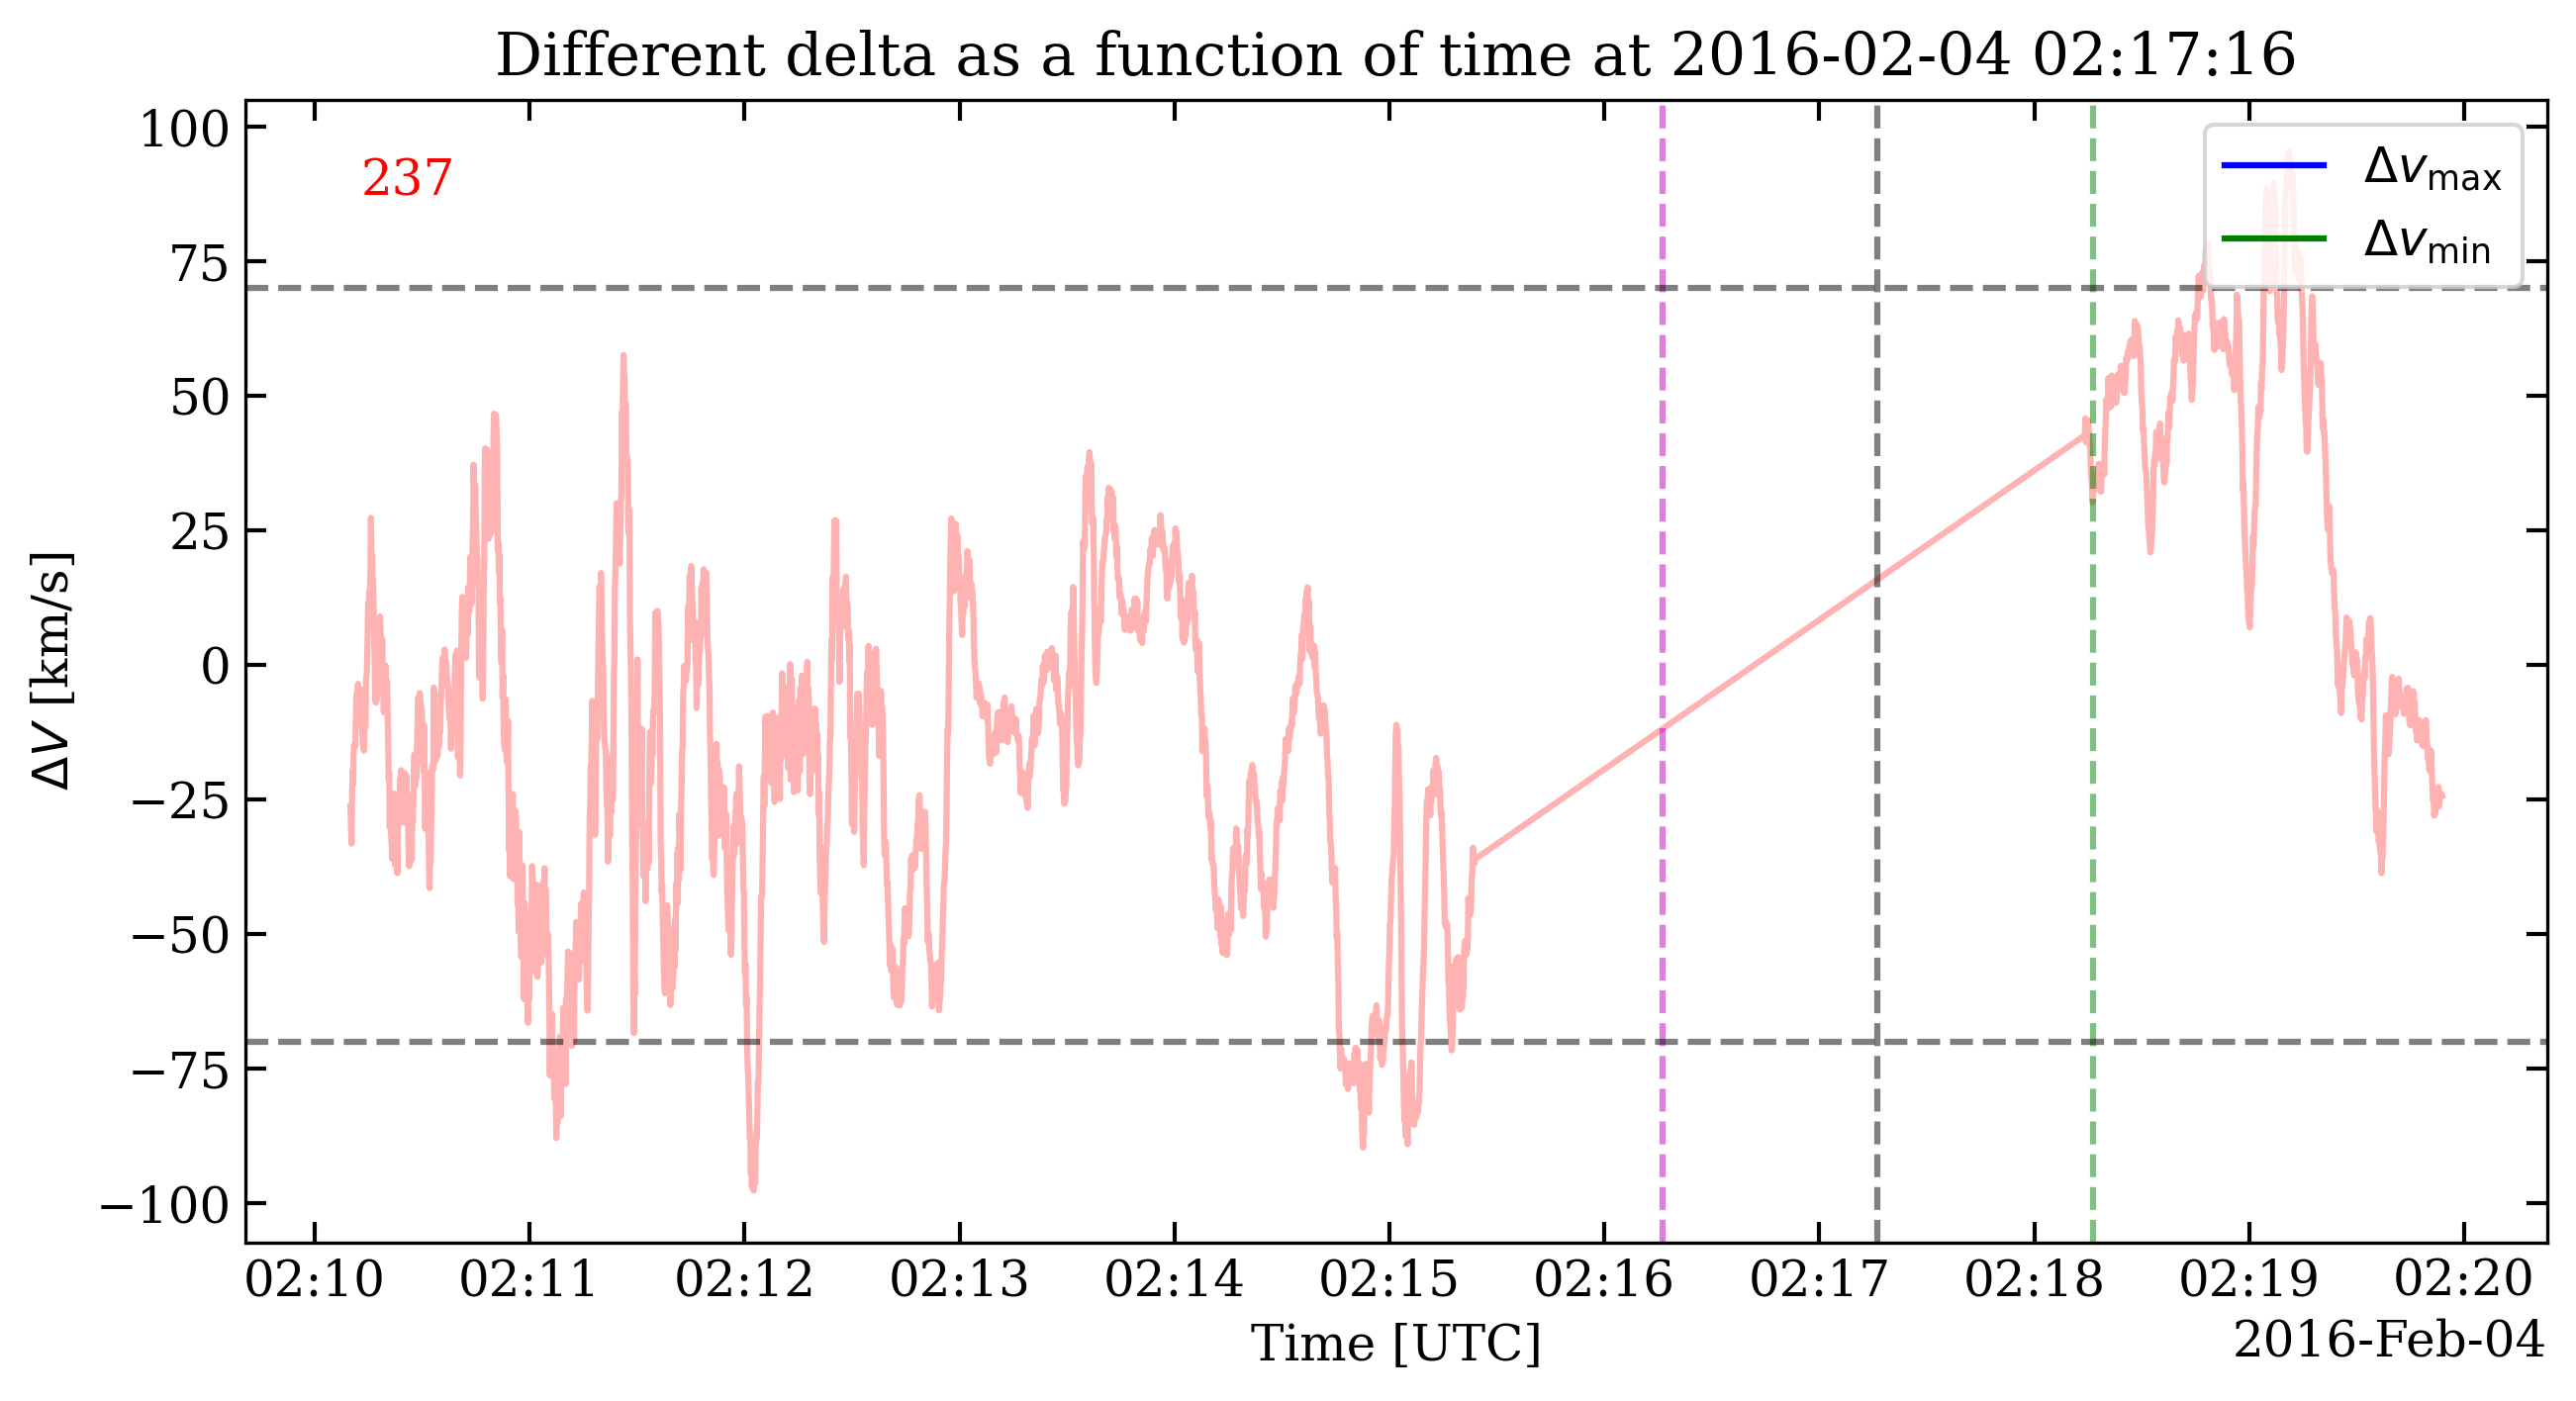 Different delta as a function of time at 2016-02-04 02:17:16
237
Δv_max
Δv_min
100
75
50
25
0
−25
−50
−75
−100
ΔV [km/s]
02:10 02:11 02:12 02:13 02:14 02:15 02:16 02:17 02:18 02:19 02:20
Time [UTC]
2016-Feb-04